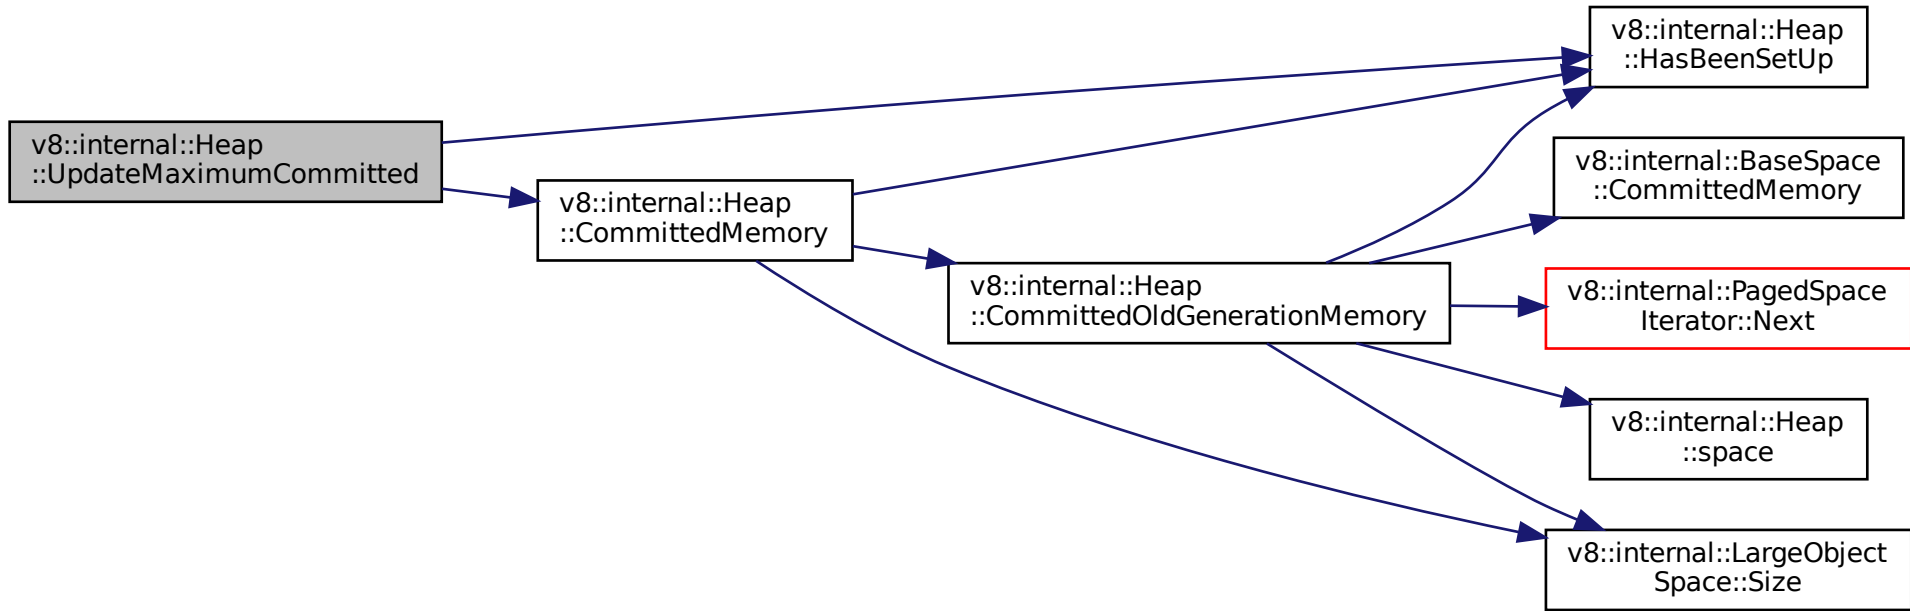 v8::internal::Heap
::UpdateMaximumCommitted
v8::internal::Heap
::CommittedMemory
v8::internal::Heap
::CommittedOldGenerationMemory
v8::internal::Heap
::HasBeenSetUp
v8::internal::BaseSpace
::CommittedMemory
v8::internal::PagedSpace
Iterator::Next
v8::internal::Heap
::space
v8::internal::LargeObject
Space::Size